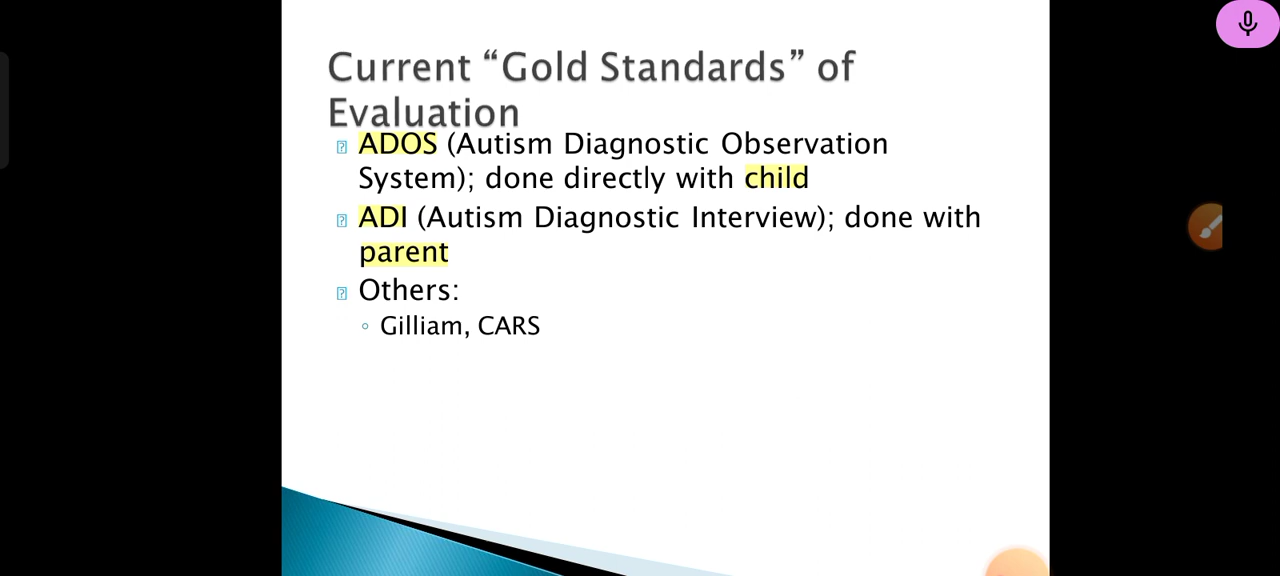 Current “Gold Standards” of
Evaluation
ADOS (Autism Diagnostic Observation
System); done directly with child
ADI (Autism Diagnostic Interview); done with
parent
Others:
Gilliam, CARS